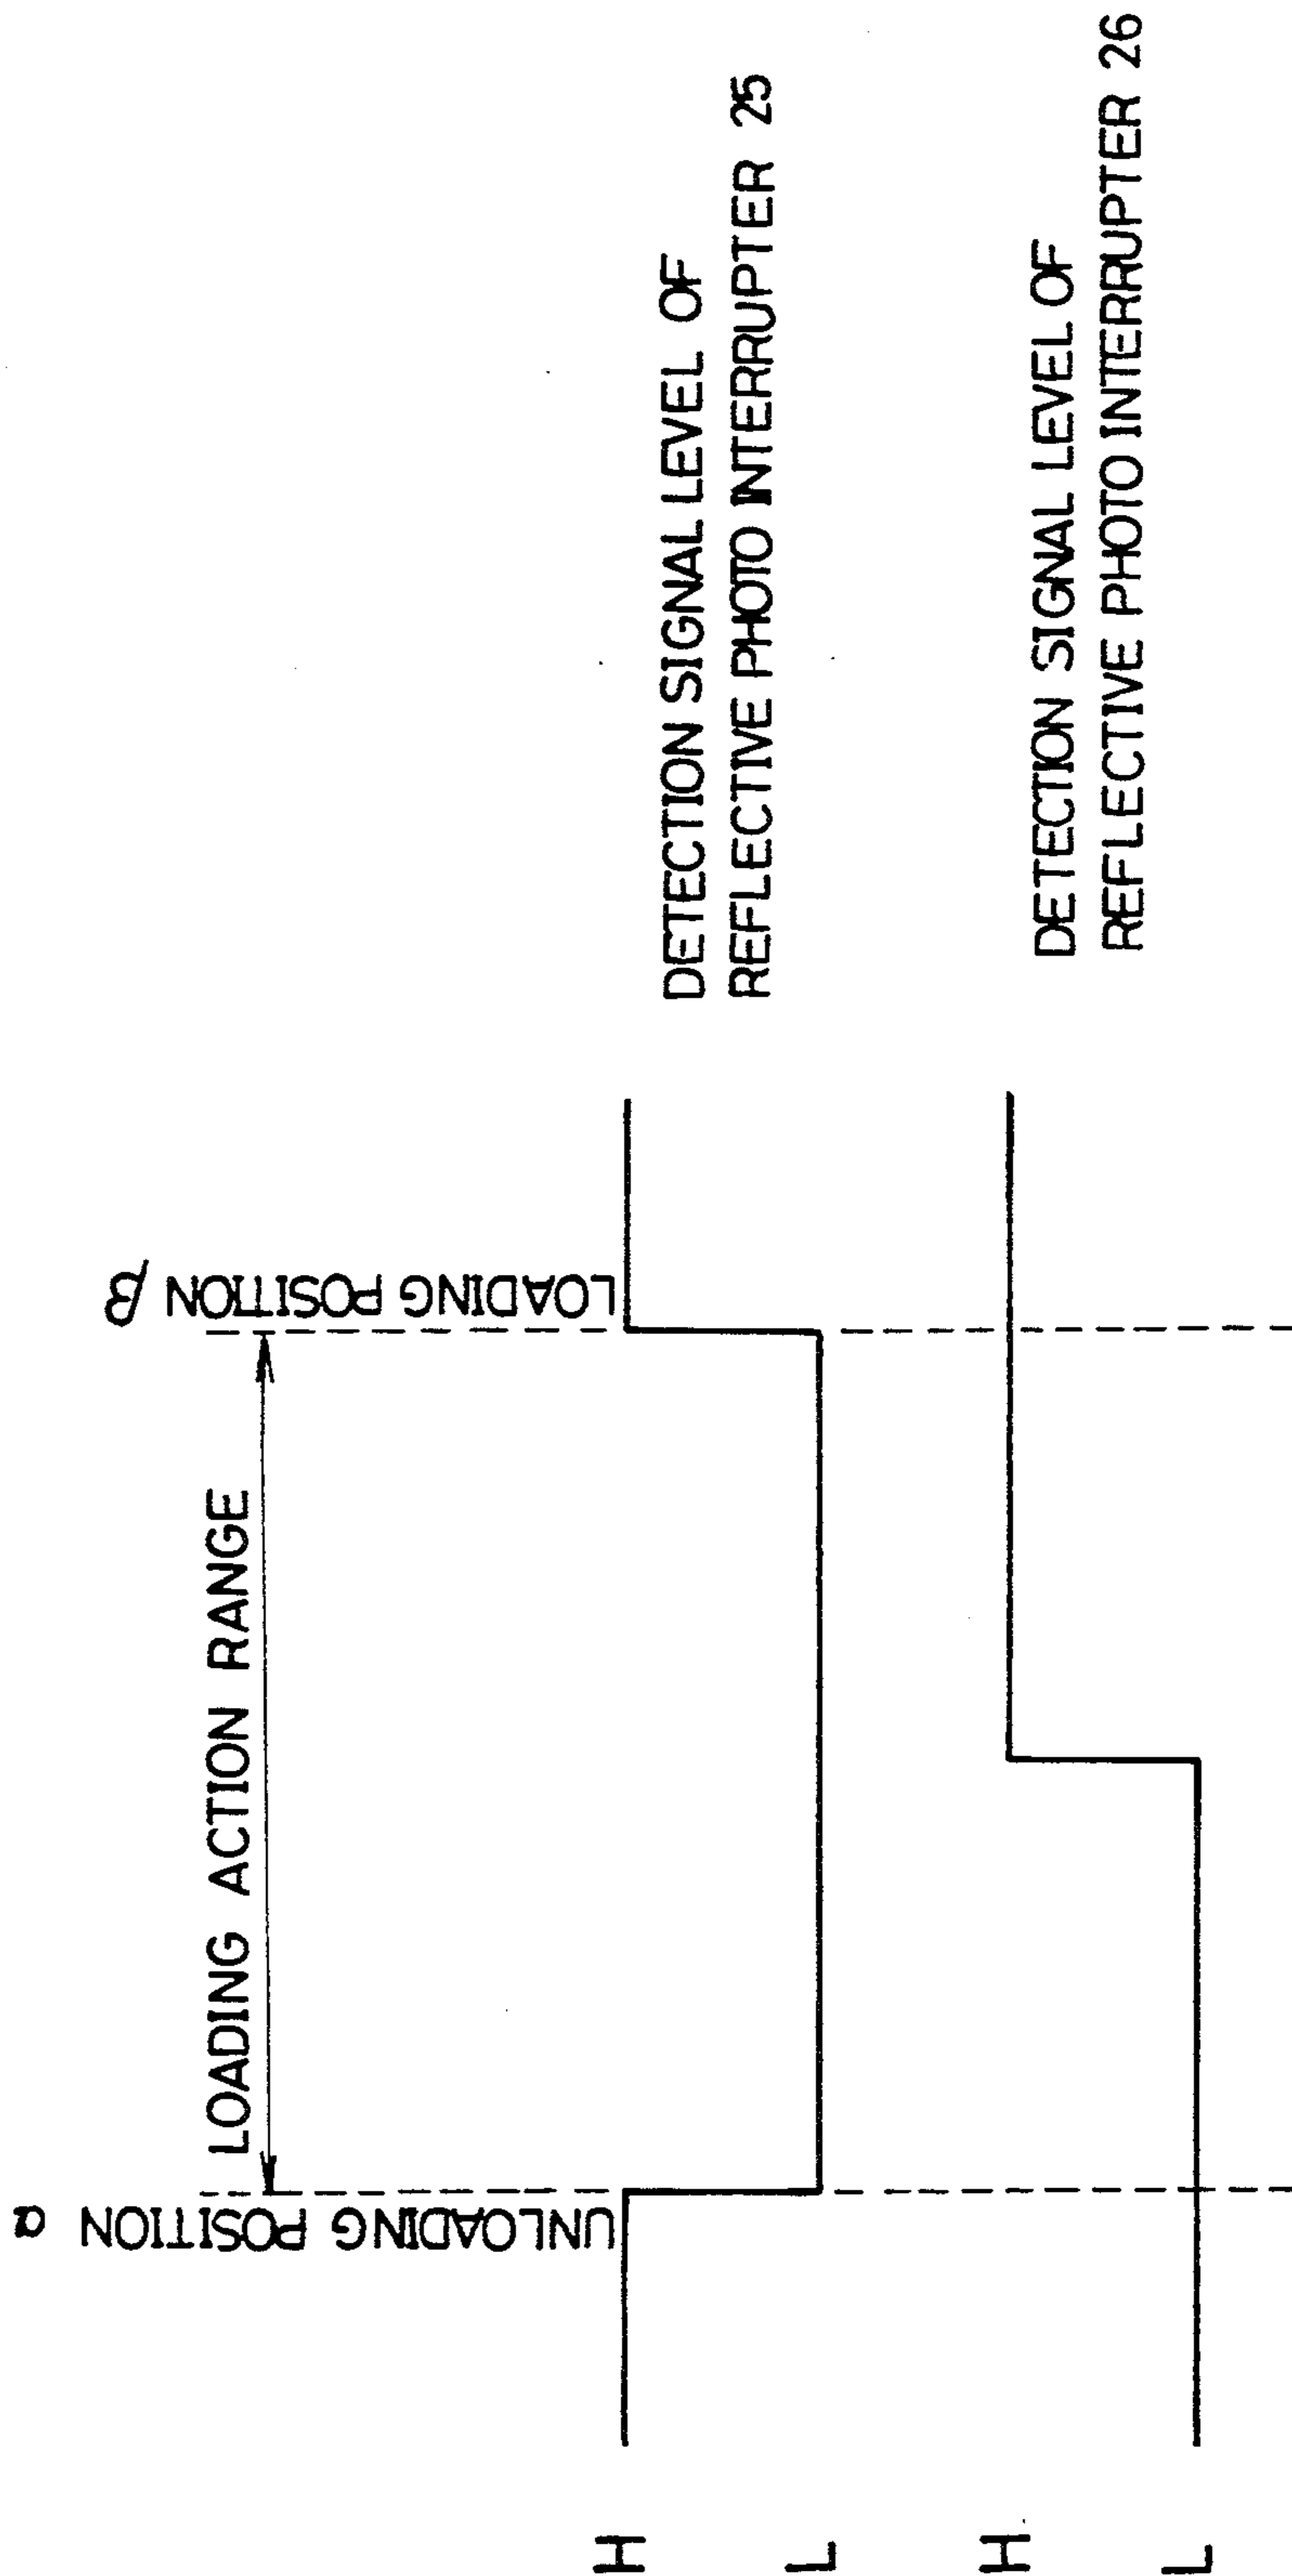 UNLOADING POSITION α
LOADING POSITION β
LOADING ACTION RANGE
H
L
DETECTION SIGNAL LEVEL OF
REFLECTIVE PHOTO INTERRUPTER 25
H
L
DETECTION SIGNAL LEVEL OF
REFLECTIVE PHOTO INTERRUPTER 26